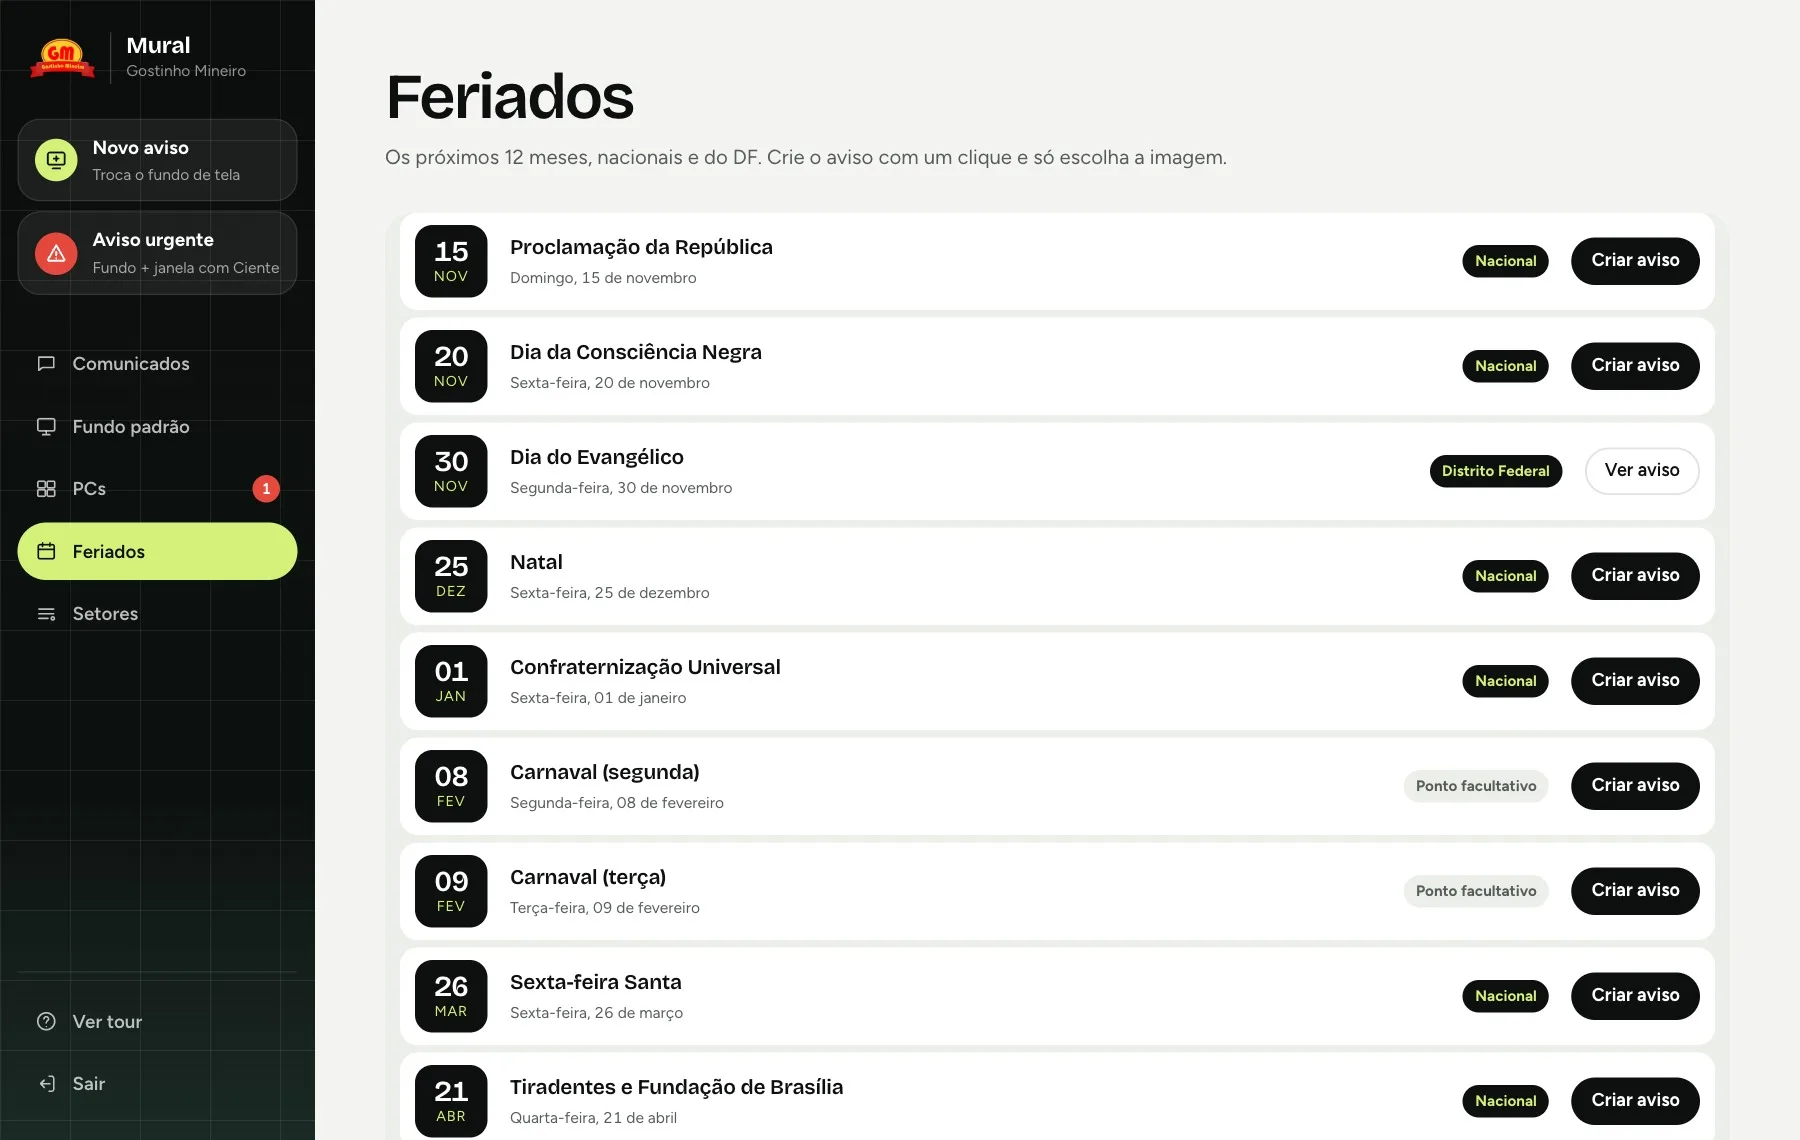 GM
Gostinho Mineiro
Mural
Gostinho Mineiro
Novo aviso
Troca o fundo de tela
Aviso urgente
Fundo + janela com Ciente
Comunicados
Fundo padrão
PCs
1
Feriados
Setores
Ver tour
Sair
Feriados
Os próximos 12 meses, nacionais e do DF. Crie o aviso com um clique e só escolha a imagem.
15
NOV
Proclamação da República
Domingo, 15 de novembro
Nacional
Criar aviso
20
NOV
Dia da Consciência Negra
Sexta-feira, 20 de novembro
Nacional
Criar aviso
30
NOV
Dia do Evangélico
Segunda-feira, 30 de novembro
Distrito Federal
Ver aviso
25
DEZ
Natal
Sexta-feira, 25 de dezembro
Nacional
Criar aviso
01
JAN
Confraternização Universal
Sexta-feira, 01 de janeiro
Nacional
Criar aviso
08
FEV
Carnaval (segunda)
Segunda-feira, 08 de fevereiro
Ponto facultativo
Criar aviso
09
FEV
Carnaval (terça)
Terça-feira, 09 de fevereiro
Ponto facultativo
Criar aviso
26
MAR
Sexta-feira Santa
Sexta-feira, 26 de março
Nacional
Criar aviso
21
ABR
Tiradentes e Fundação de Brasília
Quarta-feira, 21 de abril
Nacional
Criar aviso